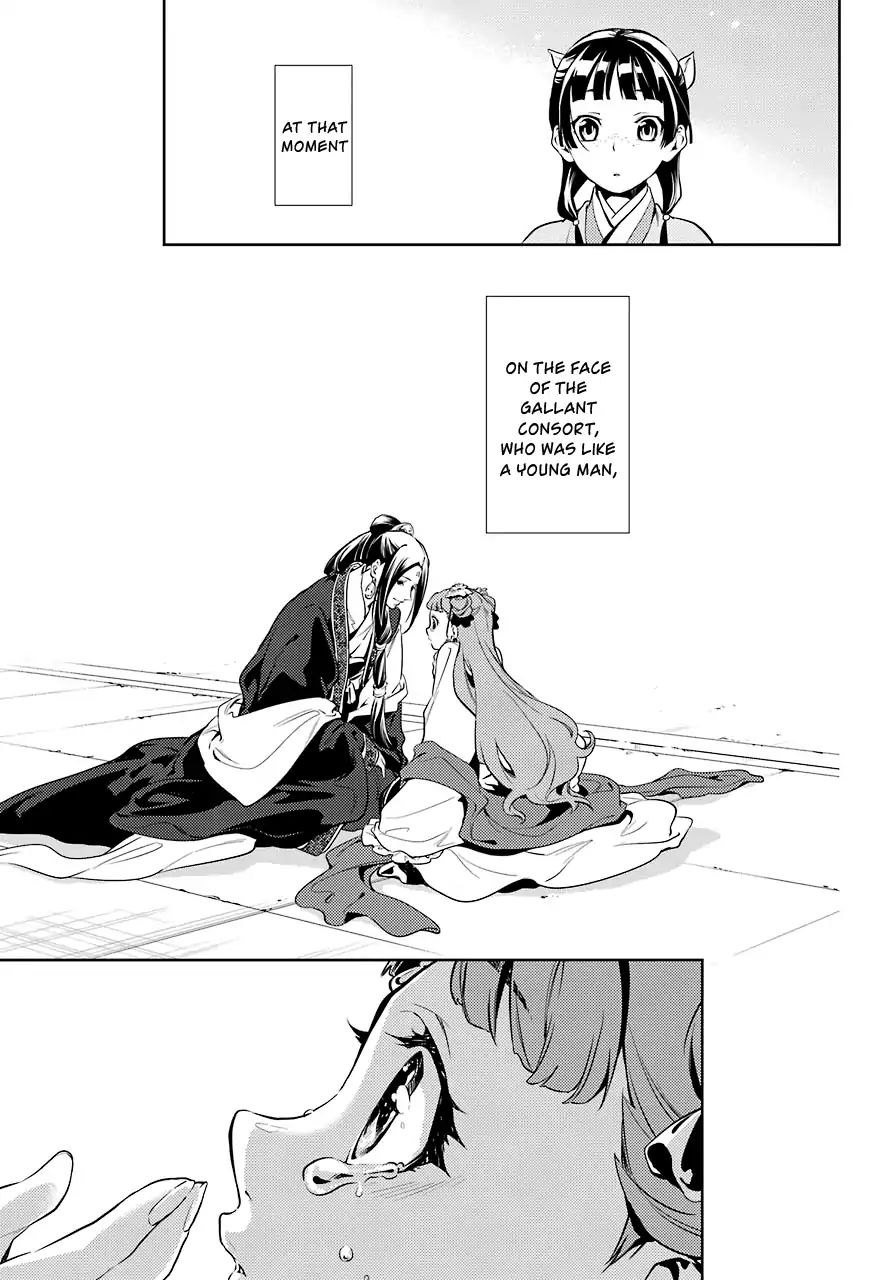 AT THAT
MOMENT
ON THE FACE
OF THE
GALLANT
CONSORT,
WHO WAS LIKE
A YOUNG MAN,